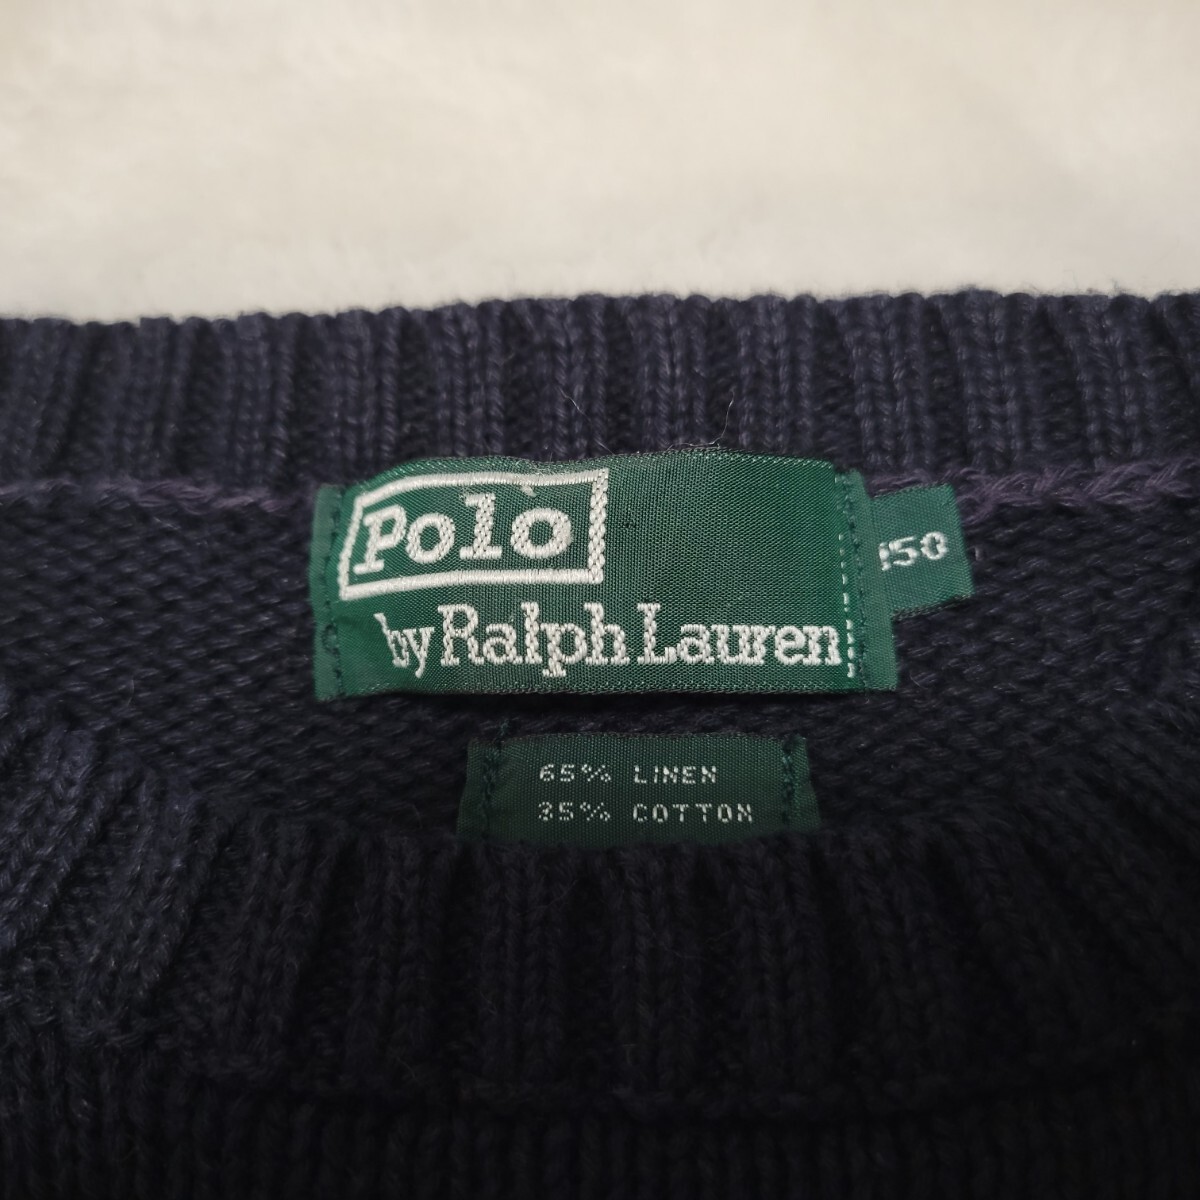 Polo
by Ralph Lauren
150
65% LINEN
35% COTTON